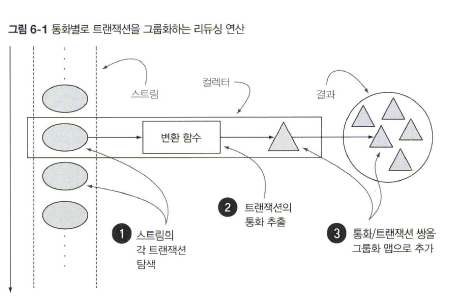 그림 6-1 통화별로 트랜잭션을 그룹화하는 리듀싱 연산
스트림
컬렉터
결과
변환 함수
1 스트림의
각 트랜잭션
탐색
2 트랜잭션의
통화 추출
3 통화/트랜잭션 쌍을
그룹화 맵으로 추가